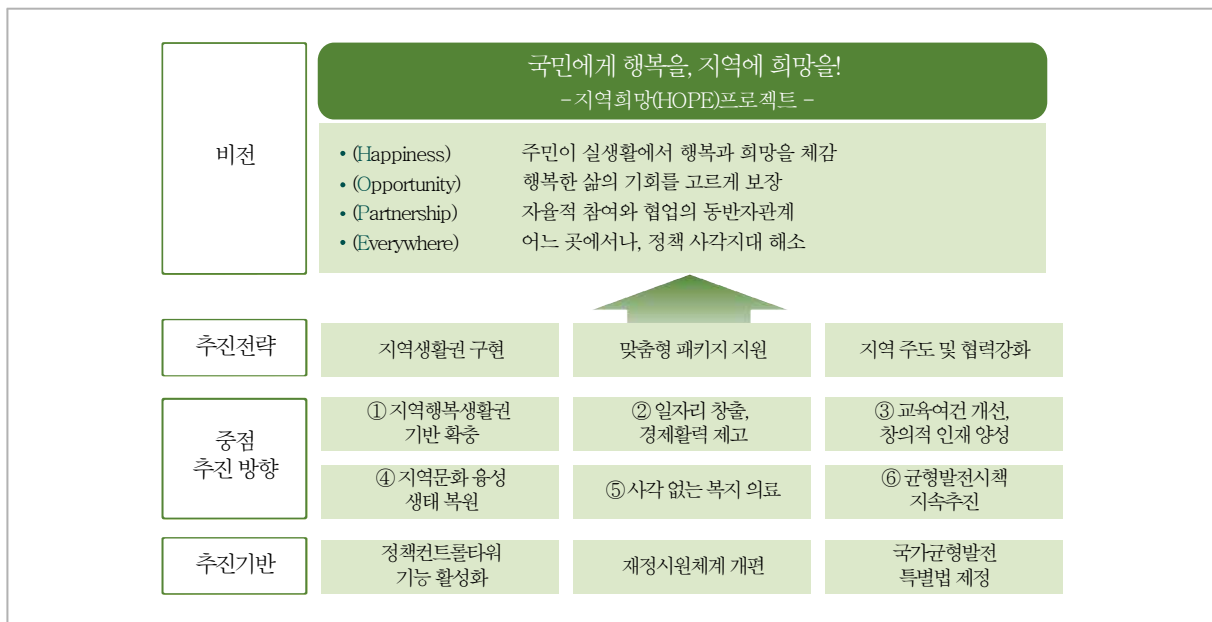 비전
국민에게 행복을, 지역에 희망을!
-지역희망(HOPE)프로젝트 -
• (Happiness) 주민이 실생활에서 행복과 희망을 체감
• (Opportunity) 행복한 삶의 기회를 고르게 보장
• (Partnership) 자율적 참여와 협업의 동반자관계
• (Everywhere) 어느 곳에서나, 정책 사각지대 해소
추진전략
지역생활권 구현
맞춤형 패키지 지원
지역 주도 및 협력강화
중점
추진 방향
① 지역행복생활권
기반 확충
② 일자리 창출,
경제활력 제고
③ 교육여건 개선,
창의적 인재 양성
④ 지역문화 융성
생태 복원
⑤ 사각 없는 복지 의료
⑥ 균형발전시책
지속추진
추진기반
정책컨트롤타워
기능 활성화
재정시원체계 개편
국가균형발전
특별법 제정